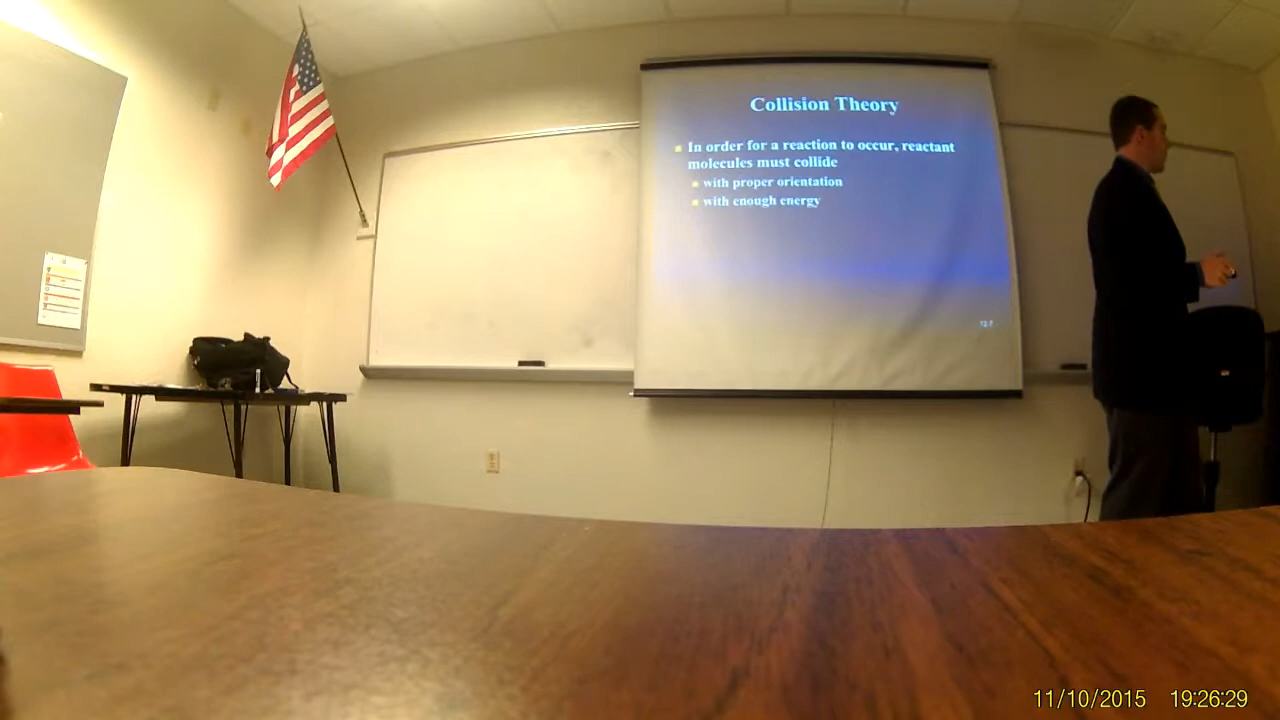 Collision Theory
In order for a reaction to occur, reactant
molecules must collide
with proper orientation
with enough energy
11/10/2015 19:26:29